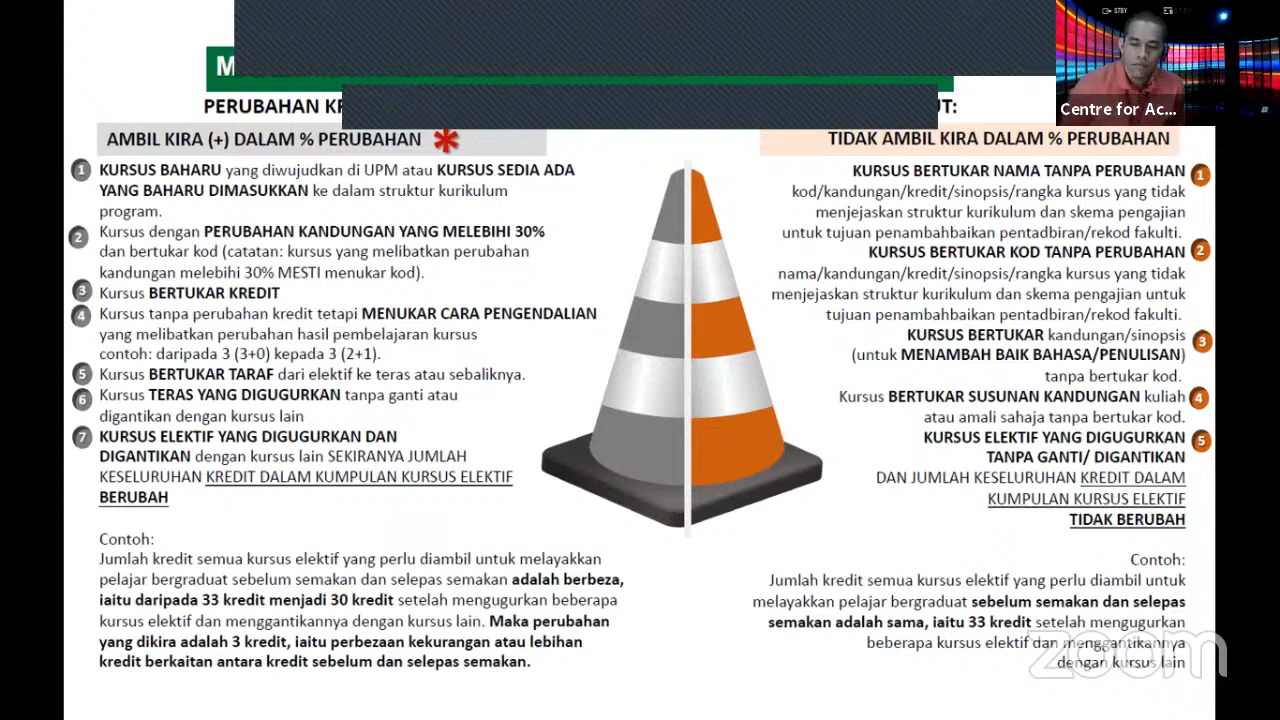 M
PERUBAHAN
UT:
STBY
STBY
Centre for Ac...
AMBIL KIRA (+) DALAM % PERUBAHAN *
1 KURSUS BAHARU yang diwujudkan di UPM atau KURSUS SEDIA ADA
YANG BAHARU DIMASUKKAN ke dalam struktur kurikulum
program.
2 Kursus dengan PERUBAHAN KANDUNGAN YANG MELEBIHI 30%
dan bertukar kod (catatan: kursus yang melibatkan perubahan
kandungan melebihi 30% MESTI menukar kod).
3 Kursus BERTUKAR KREDIT
4 Kursus tanpa perubahan kredit tetapi MENUKAR CARA PENGENDALIAN
yang melibatkan perubahan hasil pembelajaran kursus
contoh: daripada 3 (3+0) kepada 3 (2+1).
5 Kursus BERTUKAR TARAF dari elektif ke teras atau sebaliknya.
6 Kursus TERAS YANG DIGUGURKAN tanpa ganti atau
digantikan dengan kursus lain
7 KURSUS ELEKTIF YANG DIGUGURKAN DAN
DIGANTIKAN dengan kursus lain SEKIRANYA JUMLAH
KESELURUHAN KREDIT DALAM KUMPULAN KURSUS ELEKTIF
BERUBAH
Contoh:
Jumlah kredit semua kursus elektif yang perlu diambil untuk melayakkan
pelajar bergraduat sebelum semakan dan selepas semakan adalah berbeza,
iaitu daripada 33 kredit menjadi 30 kredit setelah mengugurkan beberapa
kursus elektif dan menggantikannya dengan kursus lain. Maka perubahan
yang dikira adalah 3 kredit, iaitu perbezaan kekurangan atau lebihan
kredit berkaitan antara kredit sebelum dan selepas semakan.
TIDAK AMBIL KIRA DALAM % PERUBAHAN
KURSUS BERTUKAR NAMA TANPA PERUBAHAN 1
kod/kandungan/kredit/sinopsis/rangka kursus yang tidak
menjejaskan struktur kurikulum dan skema pengajian
untuk tujuan penambahbaikan pentadbiran/rekod fakulti.
KURSUS BERTUKAR KOD TANPA PERUBAHAN 2
nama/kandungan/kredit/sinopsis/rangka kursus yang tidak
menjejaskan struktur kurikulum dan skema pengajian untuk
tujuan penambahbaikan pentadbiran/rekod fakulti.
KURSUS BERTUKAR kandungan/sinopsis 3
(untuk MENAMBAH BAIK BAHASA/PENULISAN)
tanpa bertukar kod.
Kursus BERTUKAR SUSUNAN KANDUNGAN kuliah 4
atau amali sahaja tanpa bertukar kod.
KURSUS ELEKTIF YANG DIGUGURKAN 5
TANPA GANTI/ DIGANTIKAN
DAN JUMLAH KESELURUHAN KREDIT DALAM
KUMPULAN KURSUS ELEKTIF
TIDAK BERUBAH
Contoh:
Jumlah kredit semua kursus elektif yang perlu diambil untuk
melayakkan pelajar bergraduat sebelum semakan dan selepas
semakan adalah sama, iaitu 33 kredit setelah mengugurkan
beberapa kursus elektif dan menggantikannya
dengan kursus lain
zoom